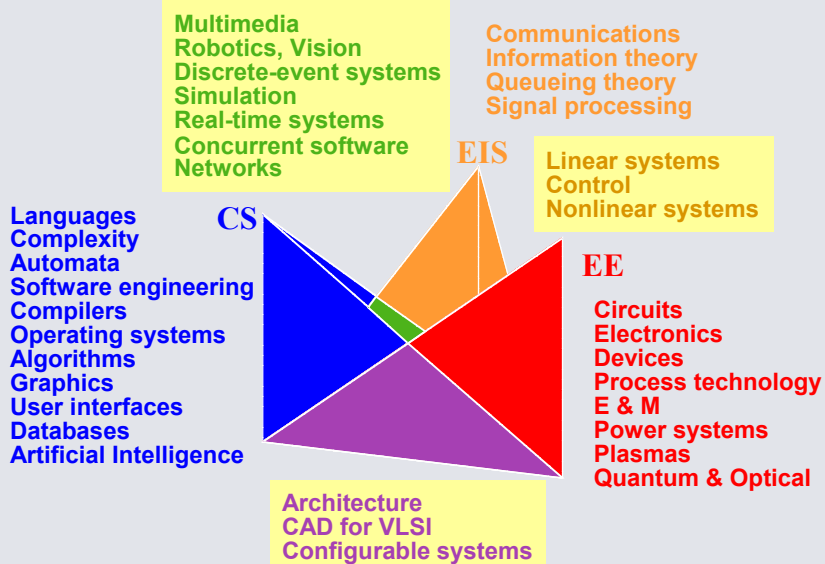 Multimedia
Robotics, Vision
Discrete-event systems
Simulation
Real-time systems
Concurrent software
Networks
Communications
Information theory
Queueing theory
Signal processing
EIS
Linear systems
Control
Nonlinear systems
CS
Languages
Complexity
Automata
Software engineering
Compilers
Operating systems
Algorithms
Graphics
User interfaces
Databases
Artificial Intelligence
EE
Circuits
Electronics
Devices
Process technology
E & M
Power systems
Plasmas
Quantum & Optical
Architecture
CAD for VLSI
Configurable systems